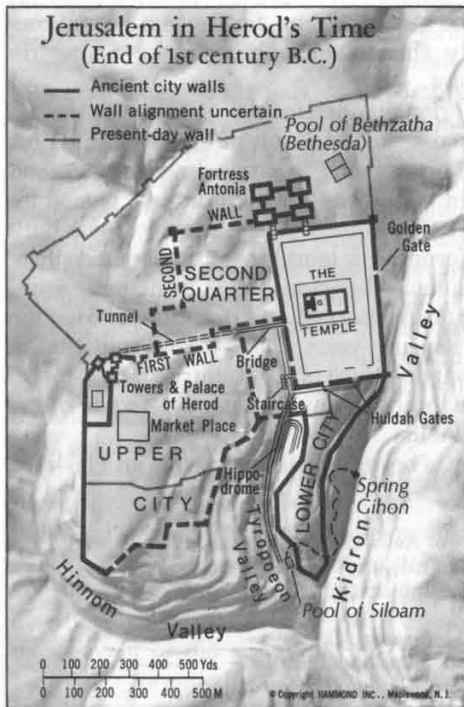 Jerusalem in Herod's Time
(End of 1st century B.C.)
Ancient city walls
Wall alignment uncertain
Present-day wall
Pool of Bethzatha
(Bethesda)
Fortress
Antonia
WALL
SECOND
Golden
Gate
SECOND
QUARTER
THE
TEMPLE
Tunnel
FIRST WALL
Bridge
Valley
Towers & Palace
of Herod
Staircase
Huldah Gates
Market Place
UPPER
CITY
Hippo-
drome
LOWER CITY
Spring
Gihon
Tyropoeon
Valley
Kidron
Pool of Siloam
Hinnom
Valley
0 100 200 300 400 500 Yds
0 100 200 300 400 500 M
© Copyright HAMMOND INC., Maplewood, N. J.